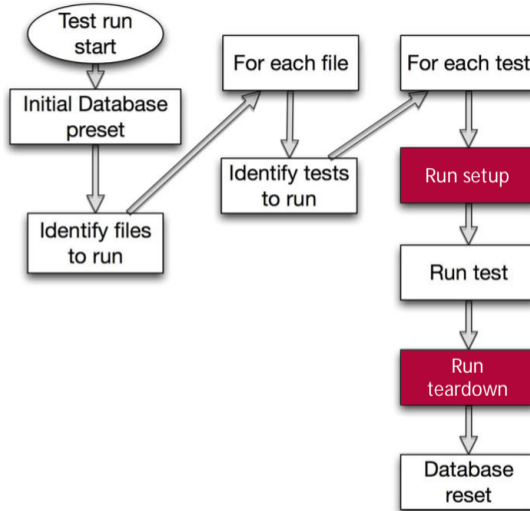 Test run
start
Initial Database
preset
Identify files
to run
For each file
Identify tests
to run
For each test
Run setup
Run test
Run
teardown
Database
reset